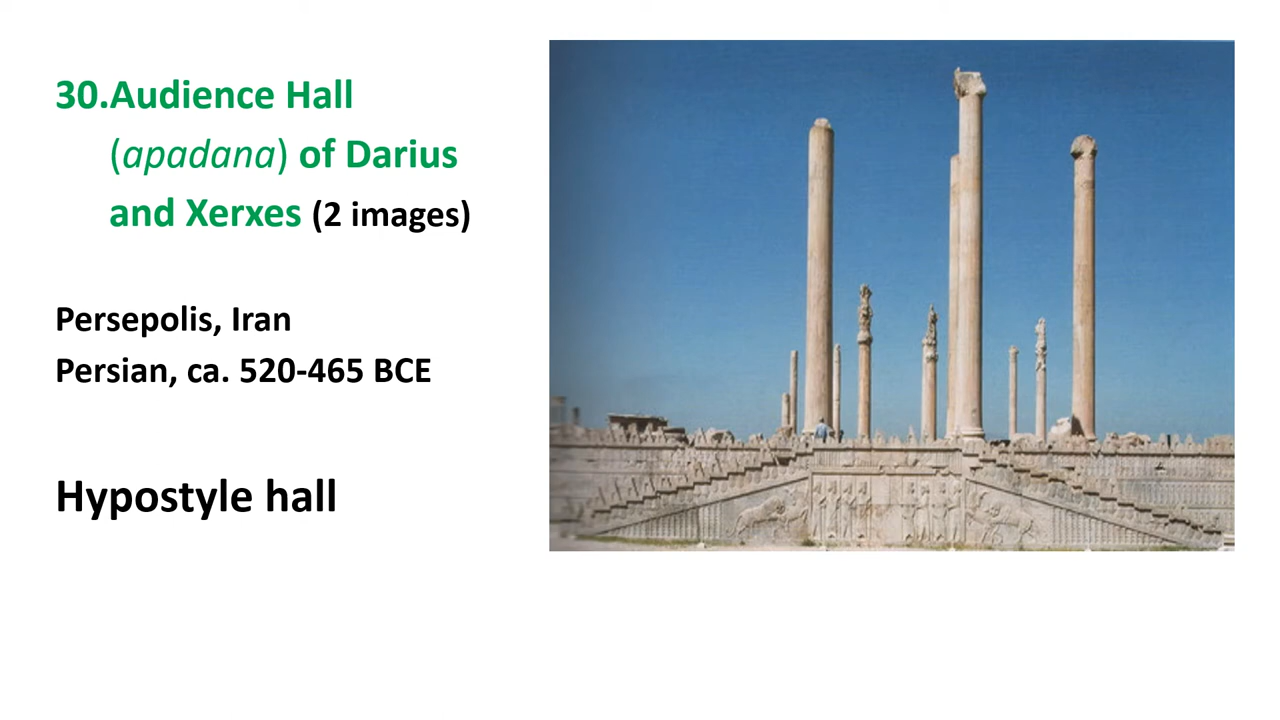 30.Audience Hall
(apadana) of Darius
and Xerxes (2 images)
Persepolis, Iran
Persian, ca. 520-465 BCE
Hypostyle hall